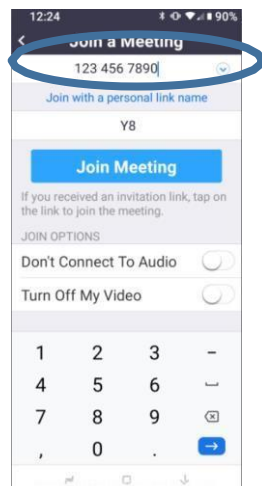 12:24 90%
Join a Meeting
123 456 7890
Join with a personal link name
Y8
Join Meeting
If you received an invitation link, tap on
the link to join the meeting.
JOIN OPTIONS
Don't Connect To Audio
Turn Off My Video
1 2 3 -
4 5 6
7 8 9
, 0 .